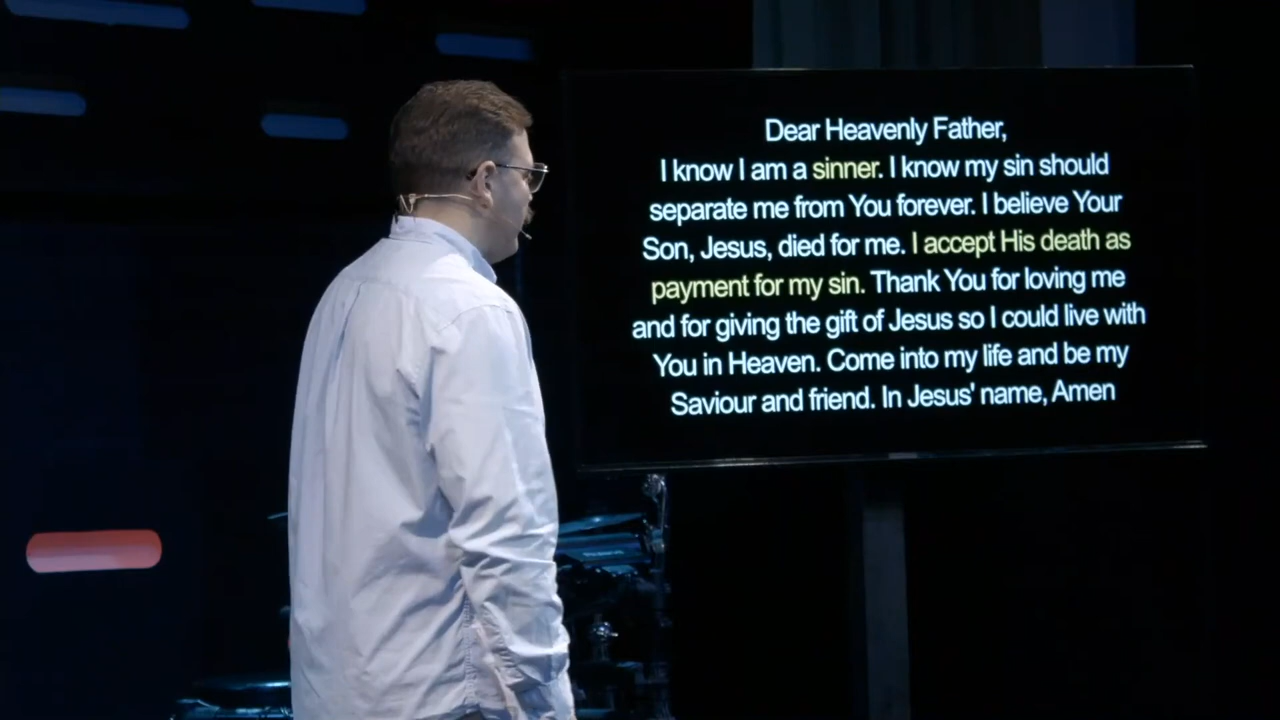 Dear Heavenly Father,
I know I am a sinner. I know my sin should
separate me from You forever. I believe Your
Son, Jesus, died for me. I accept His death as
payment for my sin. Thank You for loving me
and for giving the gift of Jesus so I could live with
You in Heaven. Come into my life and be my
Saviour and friend. In Jesus' name, Amen